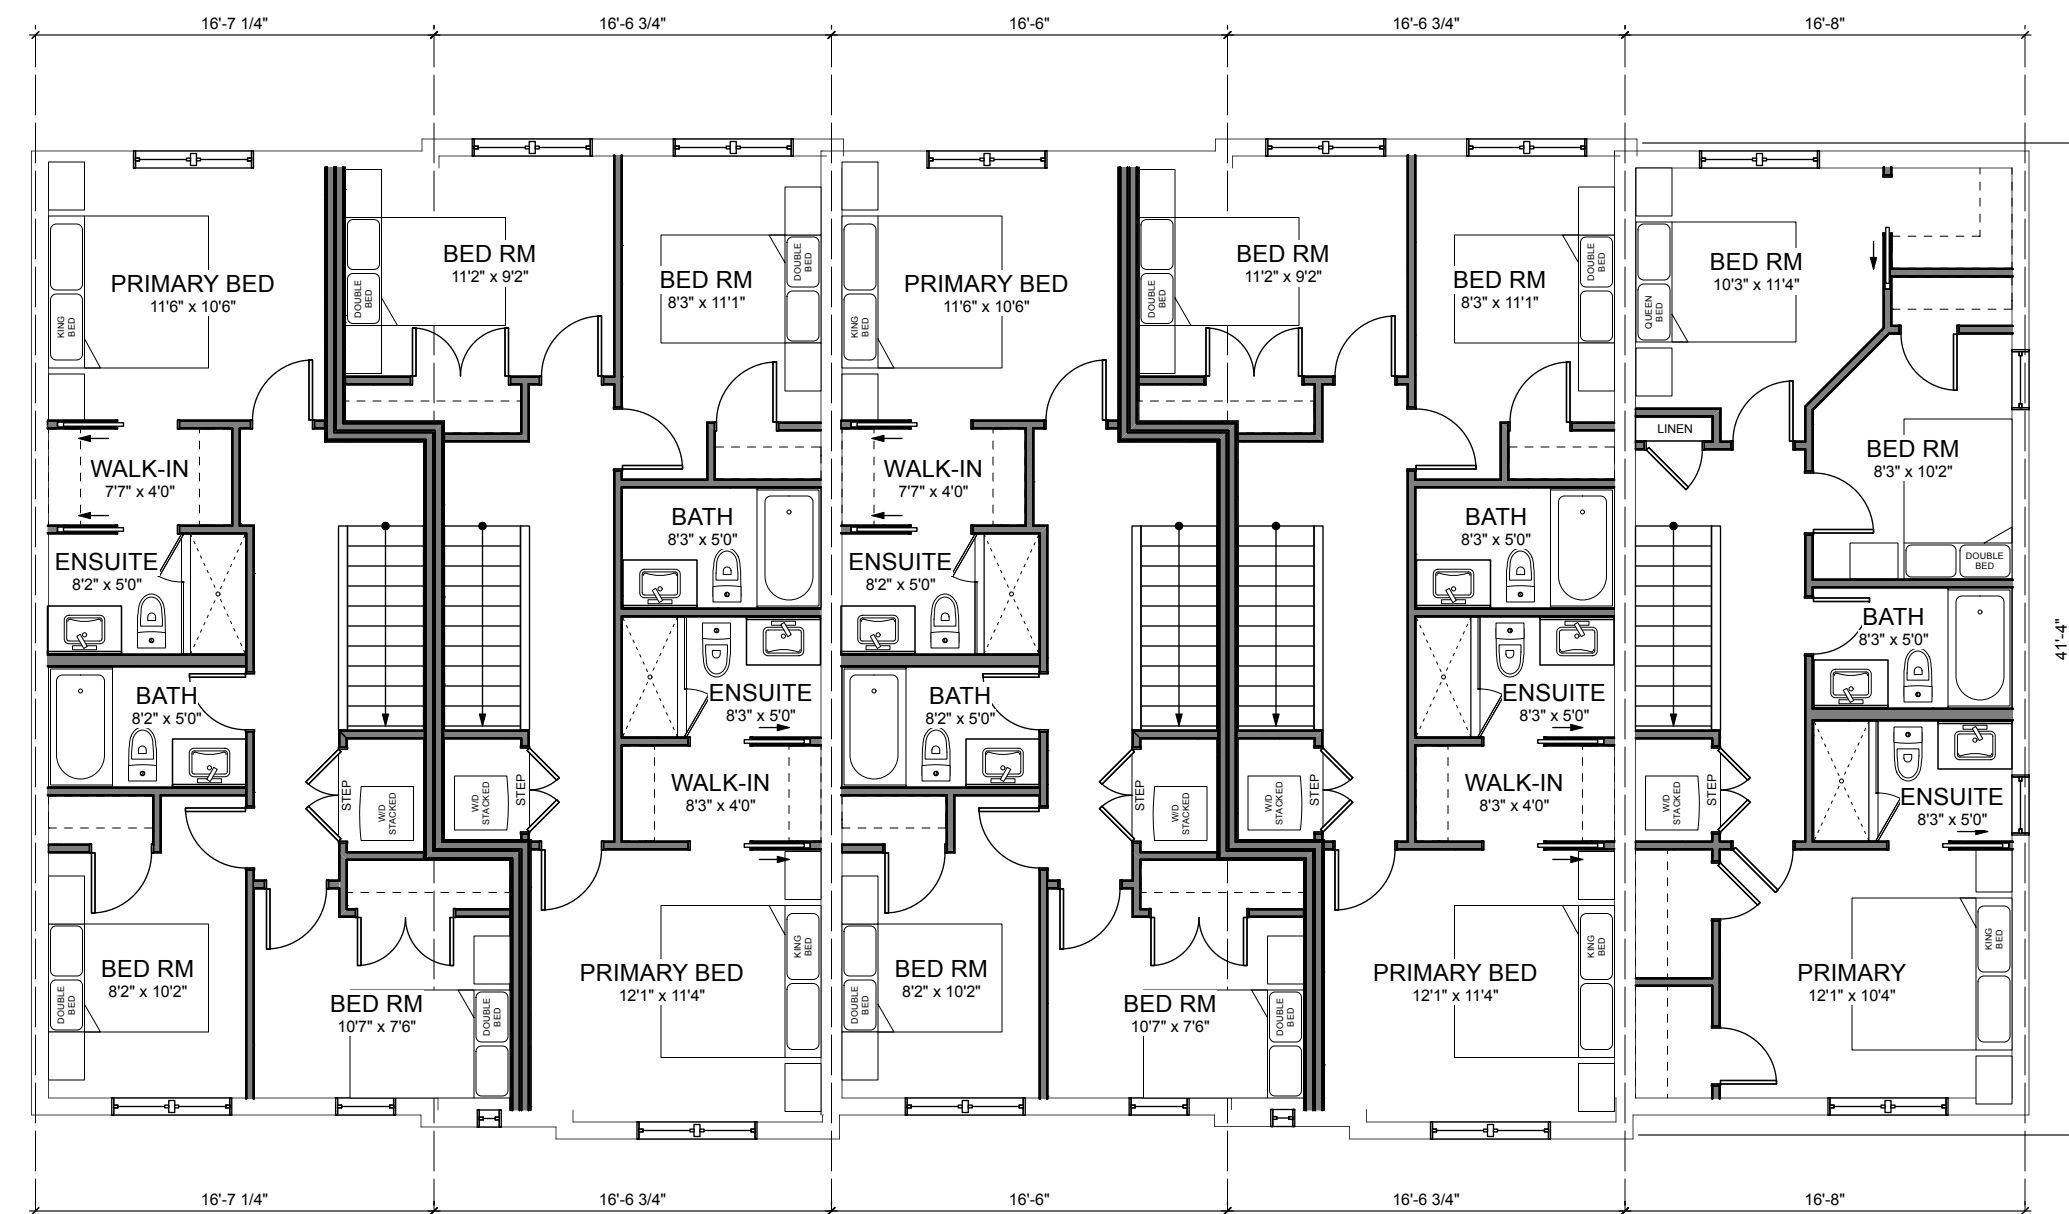 16'-7 1/4"
16'-6 3/4"
16'-6"
16'-6 3/4"
16'-8"
PRIMARY BED
11'6" x 10'6"
KING
BED
WALK-IN
7'7" x 4'0"
ENSUITE
8'2" x 5'0"
BATH
8'2" x 5'0"
BED RM
8'2" x 10'2"
DOUBLE
BED
STEP
W/D
STACKED
BED RM
10'7" x 7'6"
DOUBLE
BED
BED RM
11'2" x 9'2"
DOUBLE
BED
BED RM
8'3" x 11'1"
DOUBLE
BED
BATH
8'3" x 5'0"
ENSUITE
8'3" x 5'0"
W/D
STACKED
STEP
WALK-IN
8'3" x 4'0"
PRIMARY BED
12'1" x 11'4"
KING
BED
PRIMARY BED
11'6" x 10'6"
KING
BED
WALK-IN
7'7" x 4'0"
ENSUITE
8'2" x 5'0"
BATH
8'2" x 5'0"
BED RM
8'2" x 10'2"
DOUBLE
BED
STEP
W/D
STACKED
BED RM
10'7" x 7'6"
DOUBLE
BED
BED RM
11'2" x 9'2"
DOUBLE
BED
BED RM
8'3" x 11'1"
DOUBLE
BED
BATH
8'3" x 5'0"
ENSUITE
8'3" x 5'0"
W/D
STACKED
STEP
WALK-IN
8'3" x 4'0"
PRIMARY BED
12'1" x 11'4"
KING
BED
BED RM
10'3" x 11'4"
QUEEN
BED
LINEN
BED RM
8'3" x 10'2"
DOUBLE
BED
BATH
8'3" x 5'0"
41'-4"
W/D
STACKED
STEP
ENSUITE
8'3" x 5'0"
PRIMARY
12'1" x 10'4"
KING
BED
16'-7 1/4"
16'-6 3/4"
16'-6"
16'-6 3/4"
16'-8"